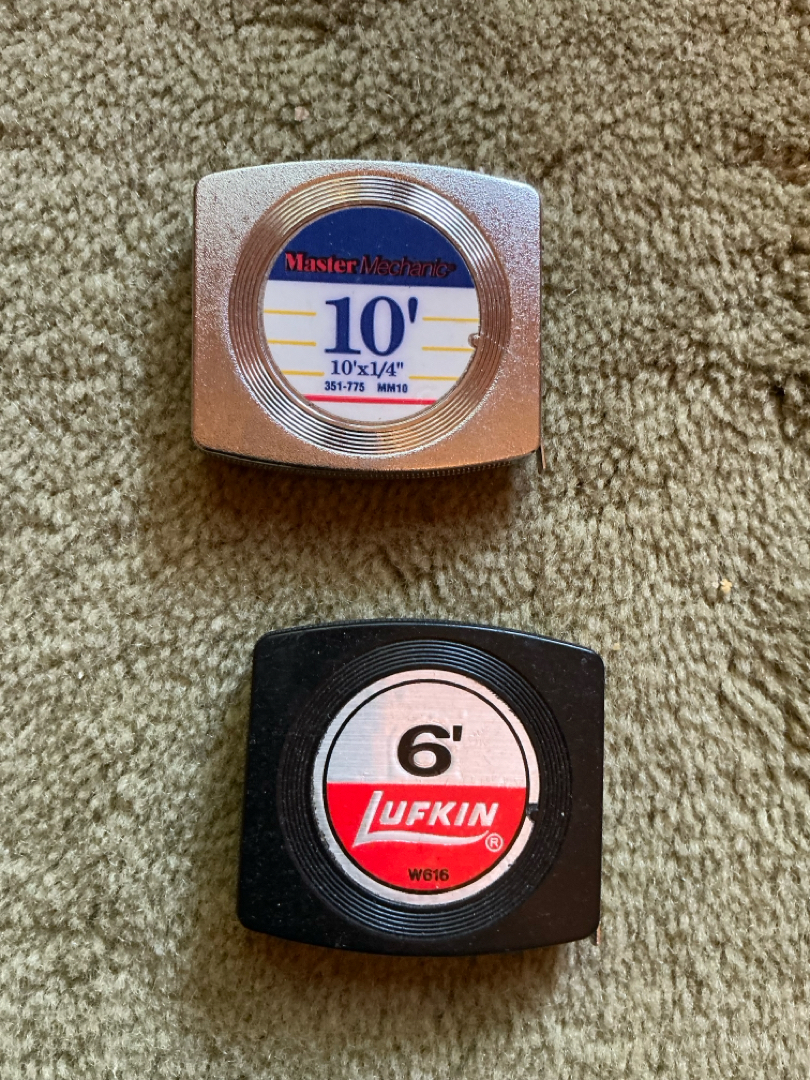 Master Mechanic®
10'
10'x1/4"
351-775 MM10
6'
LUFKIN
®
W616